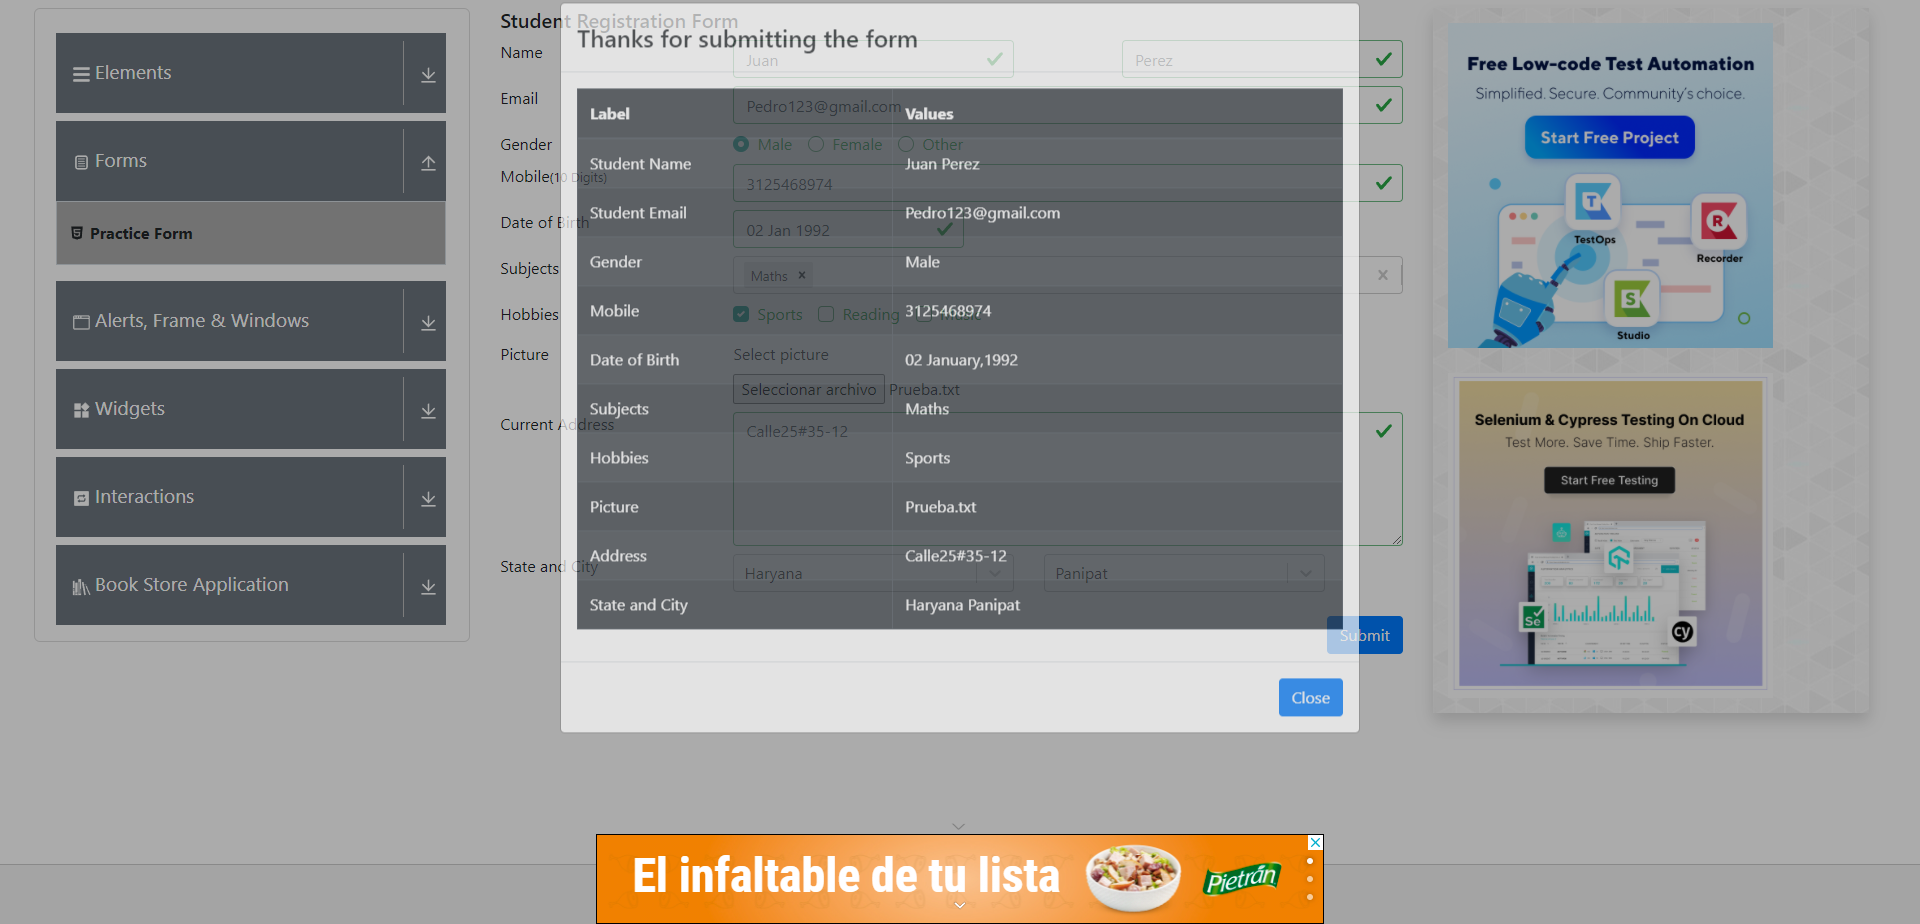 Elements
Forms
Practice Form
Alerts, Frame & Windows
Widgets
Interactions
Book Store Application
Student Registration Form
Name
Juan
Perez
Email
Pedro123@gmail.com
Gender
Male
Female
Other
Mobile(10 Digits)
3125468974
Date of Birth
02 Jan 1992
Subjects
Maths
Hobbies
Sports
Reading
Music
Picture
Select picture
Seleccionar archivo Prueba.txt
Current Address
Calle25#35-12
State and City
Haryana
Panipat
Submit
Thanks for submitting the form
Label Values
Student Name Juan Perez
Student Email Pedro123@gmail.com
Gender Male
Mobile 3125468974
Date of Birth 02 January,1992
Subjects Maths
Hobbies Sports
Picture Prueba.txt
Address Calle25#35-12
State and City Haryana Panipat
Close
Free Low-code Test Automation
Simplified. Secure. Community's choice.
Start Free Project
T
TestOps
R
Recorder
S
Studio
Selenium & Cypress Testing On Cloud
Test More. Save Time. Ship Faster.
Start Free Testing
Se
cy
El infaltable de tu lista
Pietrán